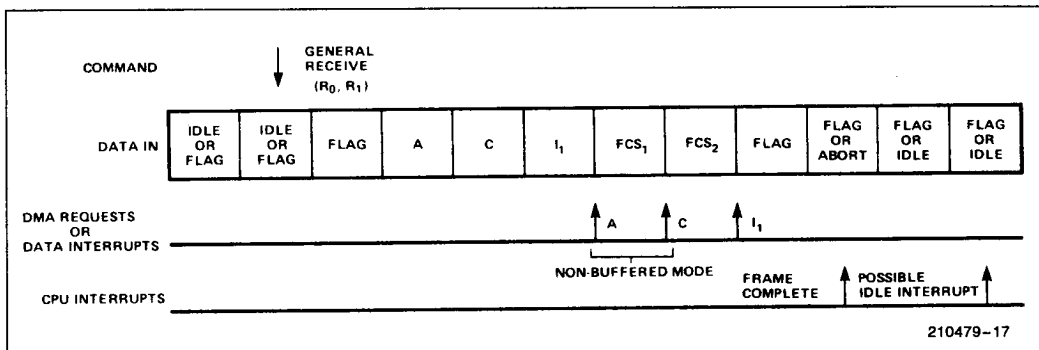 COMMAND
GENERAL
RECEIVE
(R0, R1)
DATA IN
IDLE
OR
FLAG
IDLE
OR
FLAG
FLAG
A
C
I1
FCS1
FCS2
FLAG
FLAG
OR
ABORT
FLAG
OR
IDLE
FLAG
OR
IDLE
DMA REQUESTS
OR
DATA INTERRUPTS
A
C
I1
NON-BUFFERED MODE
CPU INTERRUPTS
FRAME
COMPLETE
POSSIBLE
IDLE INTERRUPT
210479-17